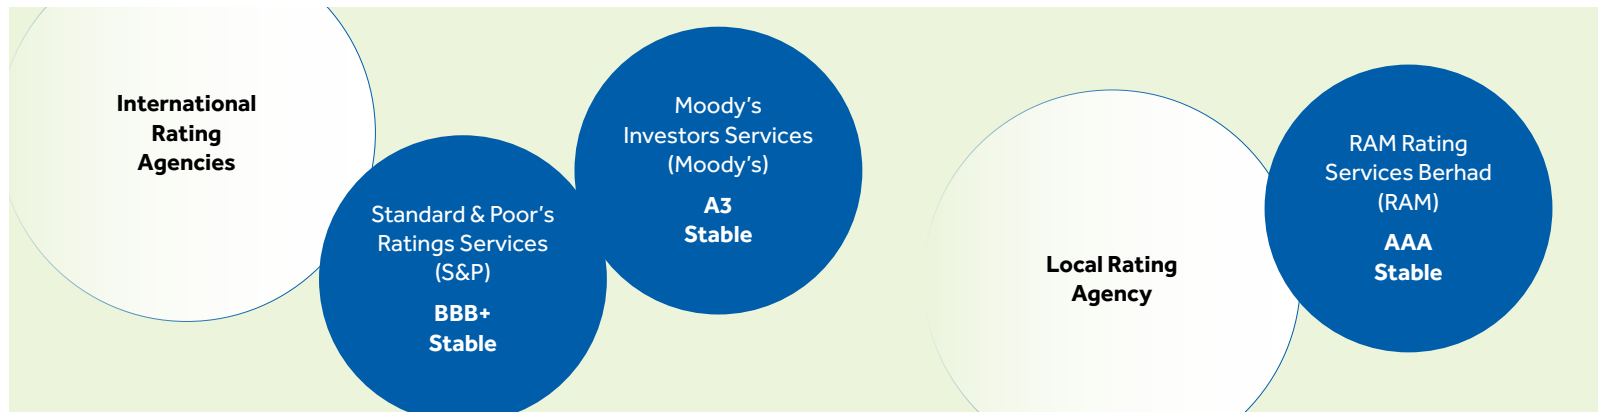 International
Rating
Agencies
Standard & Poor's
Ratings Services
(S&P)
BBB+
Stable
Moody's
Investors Services
(Moody's)
A3
Stable
Local Rating
Agency
RAM Rating
Services Berhad
(RAM)
AAA
Stable